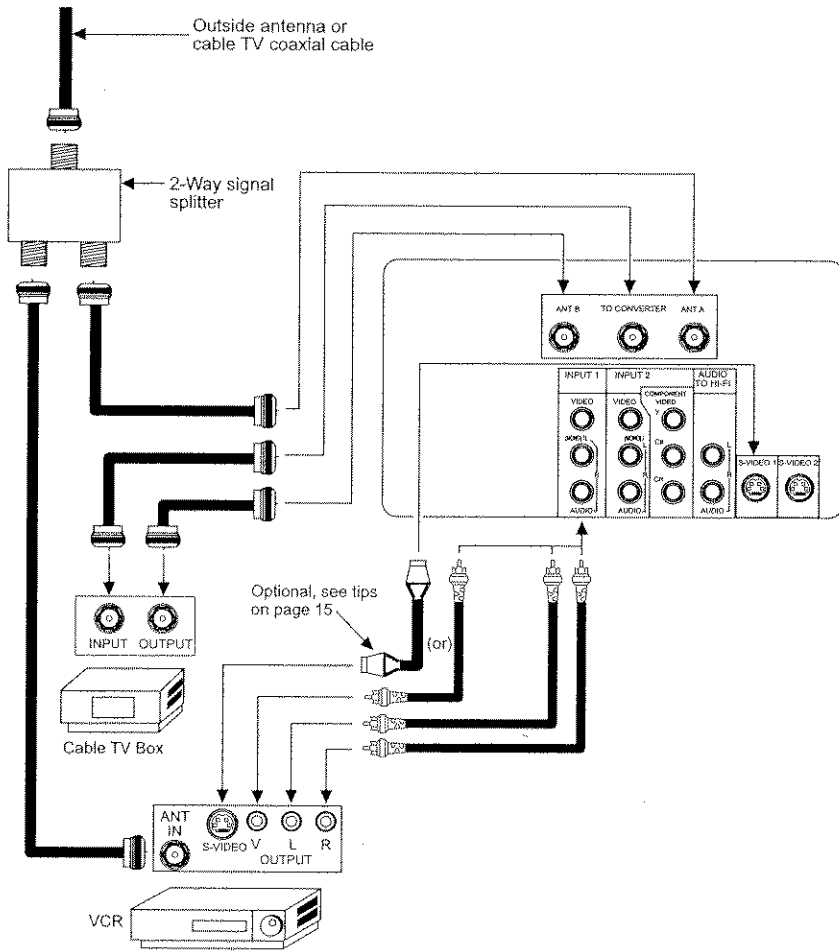 Outside antenna or
cable TV coaxial cable
2-Way signal
splitter
ANT B TO CONVERTER ANT A
INPUT 1 INPUT 2 AUDIO
TO HI-FI
COMPONENT
VIDEO
VIDEO VIDEO Y
(MONO) L (MONO) L CB L
R R CR R
AUDIO AUDIO AUDIO
S-VIDEO 1 S-VIDEO 2
Optional, see tips
on page 15
(or)
INPUT OUTPUT
Cable TV Box
ANT
IN
S-VIDEO V L R
OUTPUT
VCR